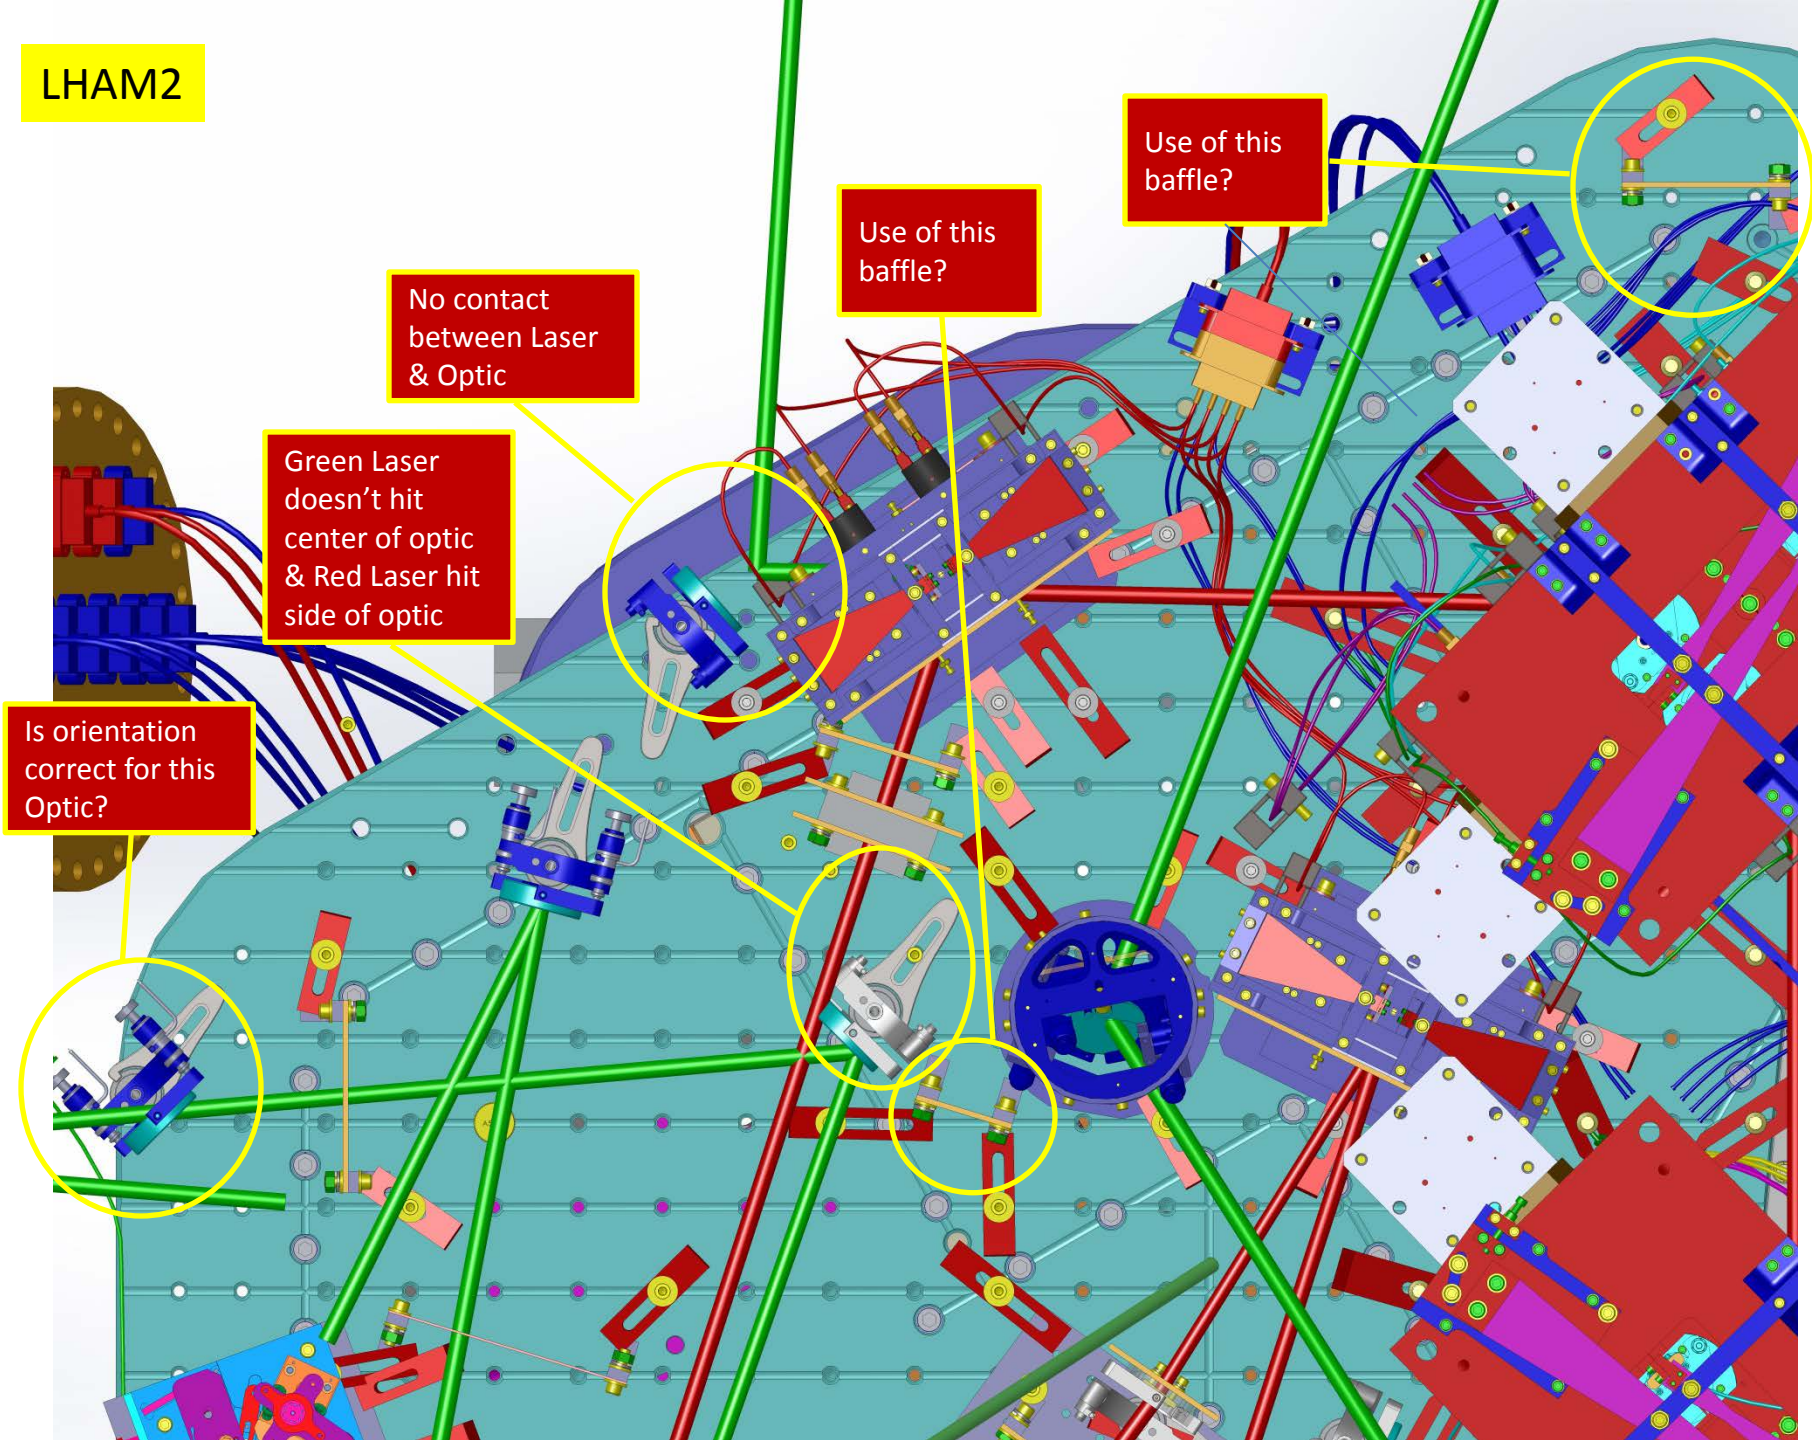 LHAM2
Use of this
baffle?
Use of this
baffle?
No contact
between Laser
& Optic
Green Laser
doesn’t hit
center of optic
& Red Laser hit
side of optic
Is orientation
correct for this
Optic?